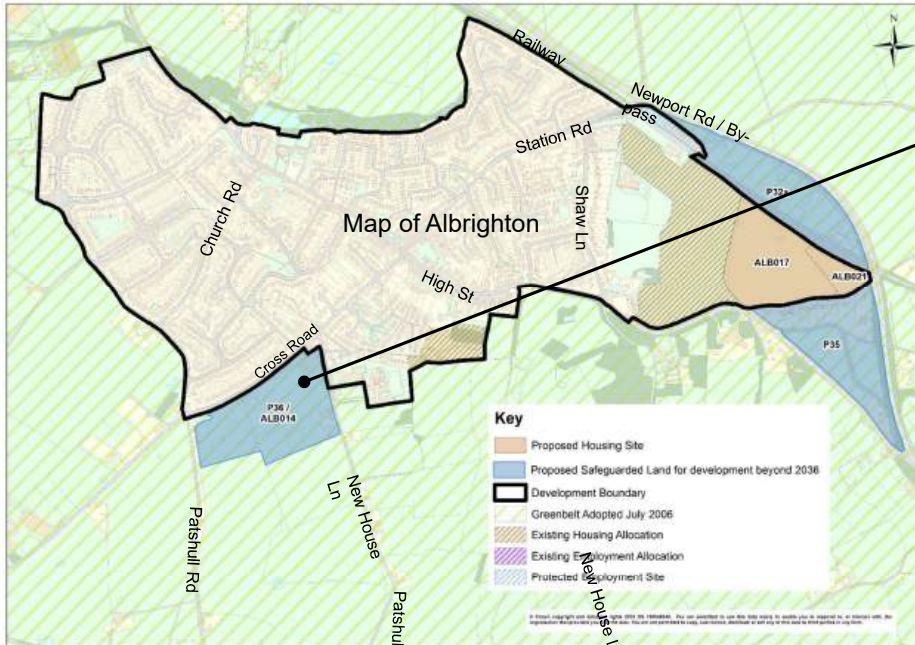 N
Railway
Newport Rd / By-
pass
Station Rd
Church Rd
Shaw Ln
Map of Albrighton
P32a
High St
ALB017
ALB021
Cross Road
P35
P36 /
ALB014
New House
Ln
Patshull Rd
Patshul
New House l
Key
Proposed Housing Site
Proposed Safeguarded Land for development beyond 2036
Development Boundary
Greenbelt Adopted July 2006
Existing Housing Allocation
Existing Employment Allocation
Protected Employment Site